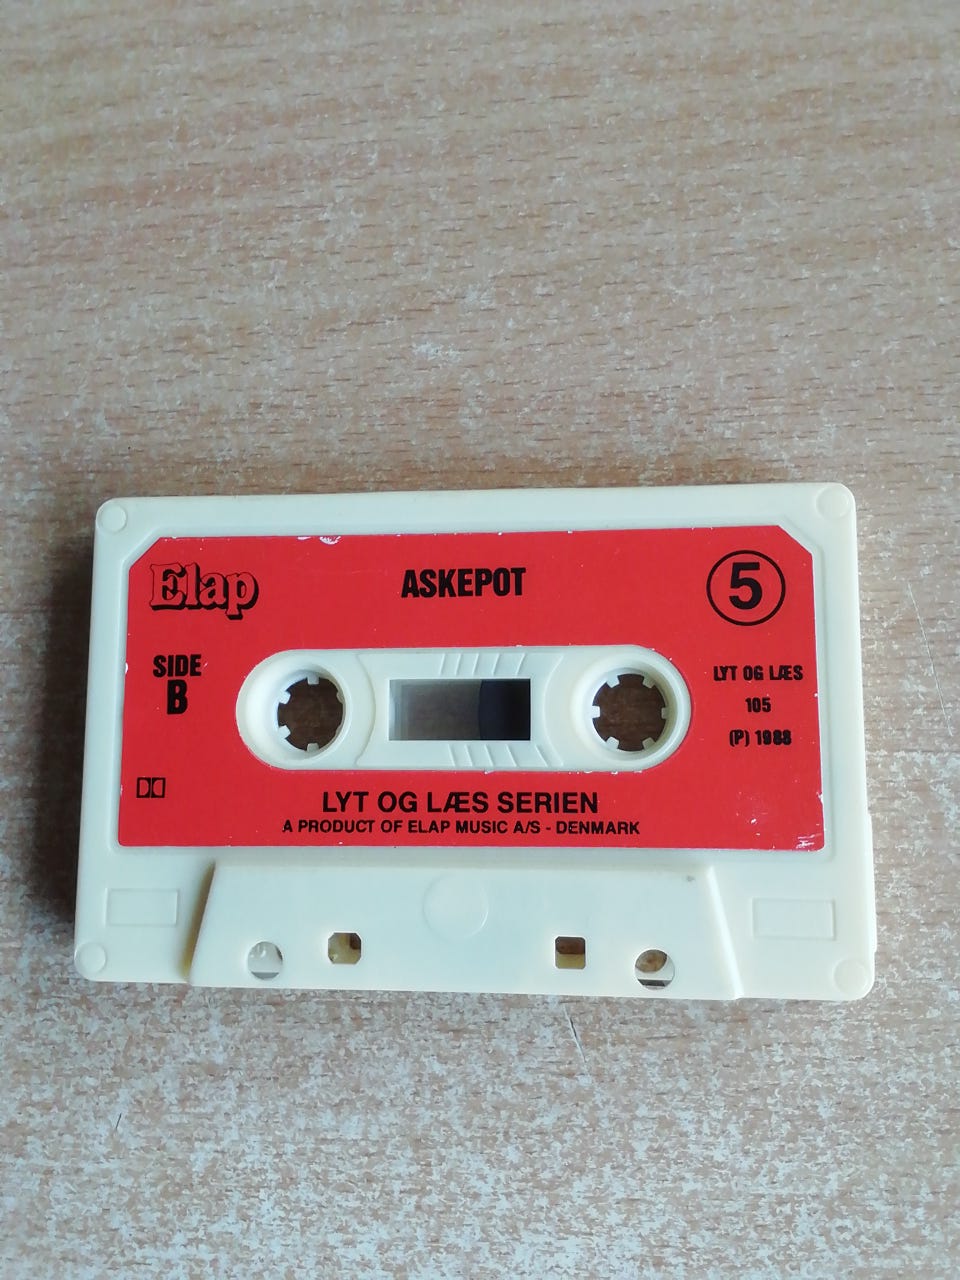 Elap
ASKEPOT
5
SIDE
B
LYT OG LÆS
105
(P) 1988
LYT OG LÆS SERIEN
A PRODUCT OF ELAP MUSIC A/S - DENMARK